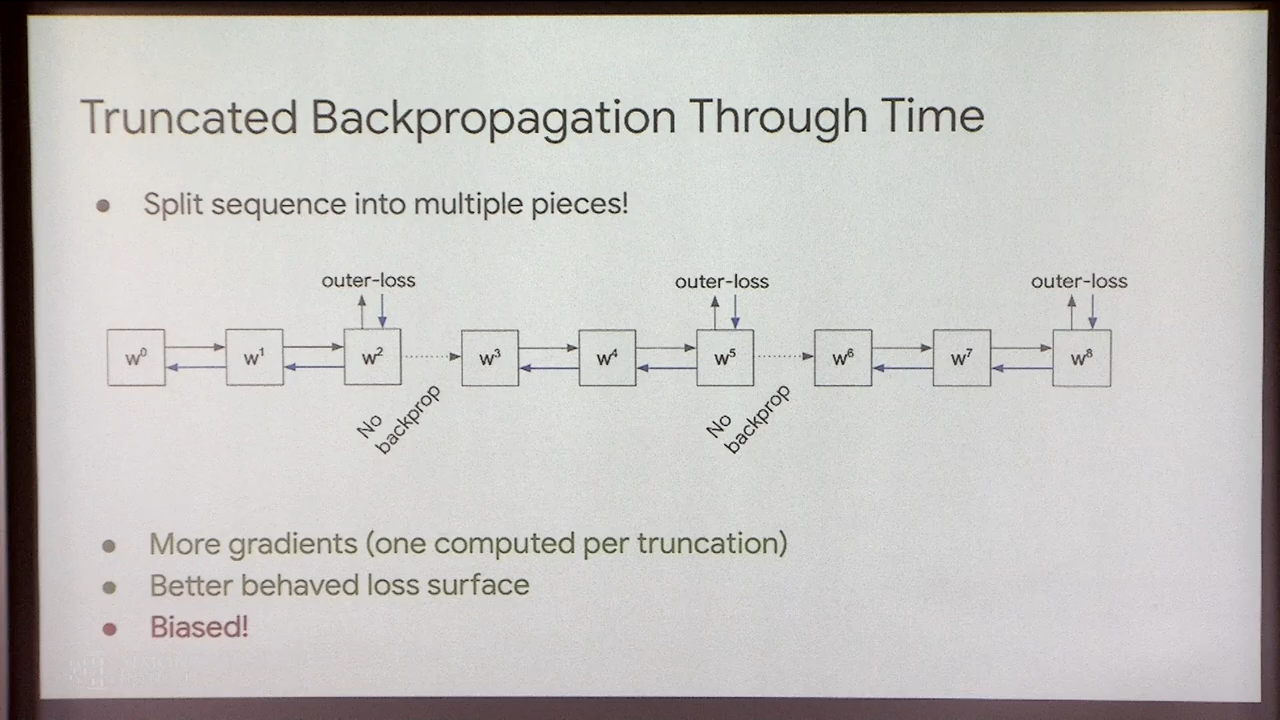 Truncated Backpropagation Through Time
● Split sequence into multiple pieces!
outer-loss outer-loss outer-loss
w⁰ w¹ w² w³ w⁴ w⁵ w⁶ w⁷ w⁸
No backprop No backprop
● More gradients (one computed per truncation)
● Better behaved loss surface
● Biased!